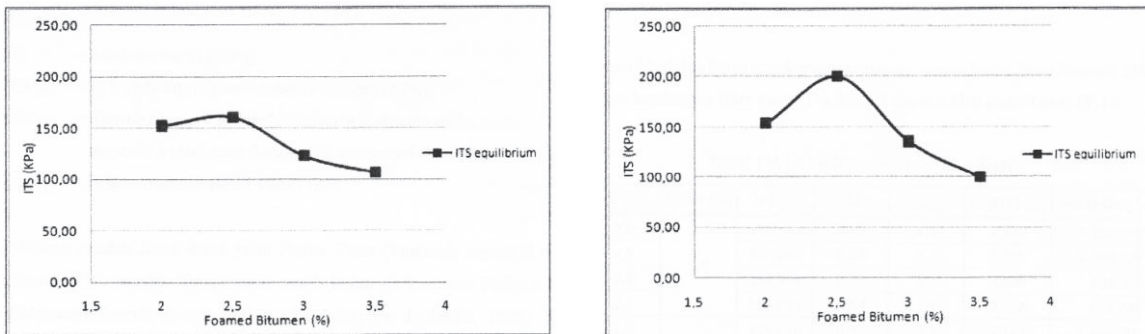 250,00
200,00
150,00
100,00
50,00
0,00
ITS (KPa)
1,5 2 2,5 3 3,5 4
Foamed Bitumen (%)
ITS equilibrium
250,00
200,00
150,00
100,00
50,00
0,00
ITS (KPa)
1,5 2 2,5 3 3,5 4
Foamed Bitumen (%)
ITS equilibrium